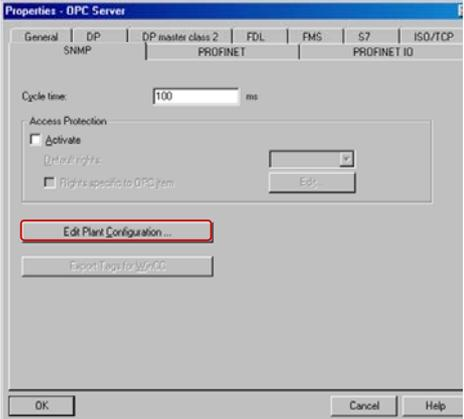 Properties - OPC Server
General DP DP master class 2 FDL FMS S7 ISO/TCP
SNMP PROFINET PROFINET IO
Cycle time: 100 ms
Access Protection
Activate
Default rights:
Rights specific to OPC item Edit...
Edit Plant Configuration ...
Export Tags for WinCC
OK Cancel Help